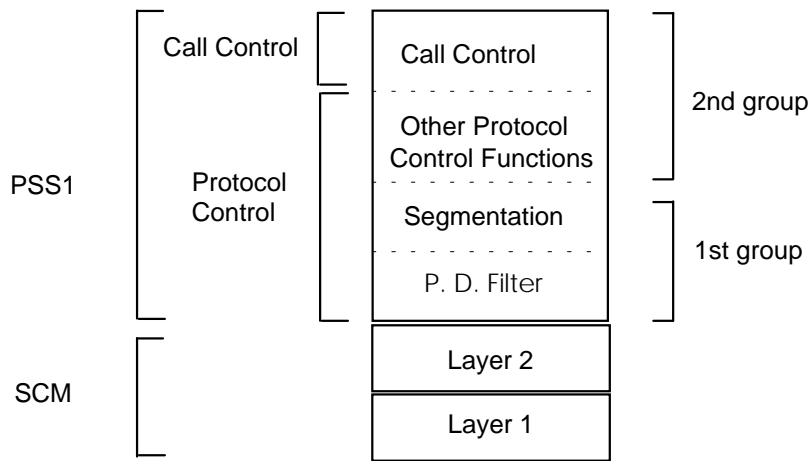 Call Control
Call Control
2nd group
Other Protocol
Control Functions
PSS1
Protocol
Control
Segmentation
1st group
P. D. Filter
Layer 2
SCM
Layer 1